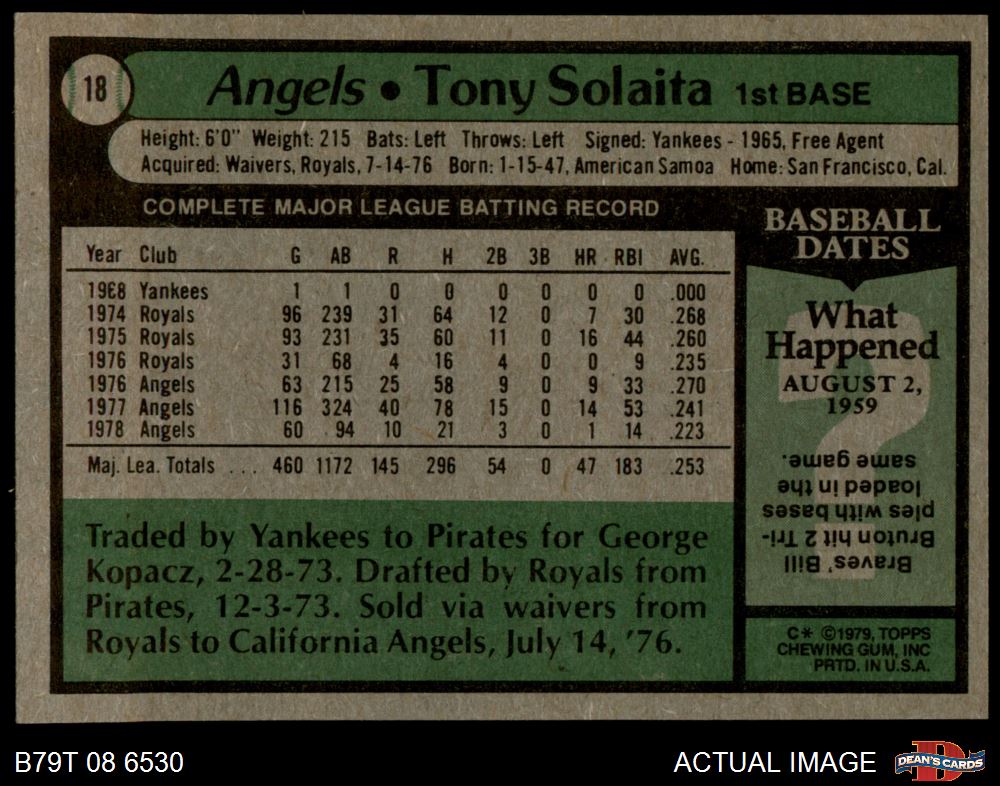 18
Angels • Tony Solaita 1st BASE
Height: 6'0" Weight: 215 Bats: Left Throws: Left Signed: Yankees - 1965, Free Agent
Acquired: Waivers, Royals, 7-14-76 Born: 1-15-47, American Samoa Home: San Francisco, Cal.
COMPLETE MAJOR LEAGUE BATTING RECORD
Year Club G AB R H 2B 3B HR RBI AVG.
1968 Yankees 1 1 0 0 0 0 0 0 .000
1974 Royals 96 239 31 64 12 0 7 30 .268
1975 Royals 93 231 35 60 11 0 16 44 .260
1976 Royals 31 68 4 16 4 0 0 9 .235
1976 Angels 63 215 25 58 9 0 9 33 .270
1977 Angels 116 324 40 78 15 0 14 53 .241
1978 Angels 60 94 10 21 3 0 1 14 .223
Maj. Lea. Totals ... 460 1172 145 296 54 0 47 183 .253
Traded by Yankees to Pirates for George
Kopacz, 2-28-73. Drafted by Royals from
Pirates, 12-3-73. Sold via waivers from
Royals to California Angels, July 14, '76.
BASEBALL
DATES
What
Happened
AUGUST 2,
1959
?
Braves' Bill
Bruton hit 2 Tri-
ples with bases
loaded in the
same game.
C* ©1979, TOPPS
CHEWING GUM, INC
PRTD. IN U.S.A.
B79T 08 6530
ACTUAL IMAGE
D
DEAN'S CARDS